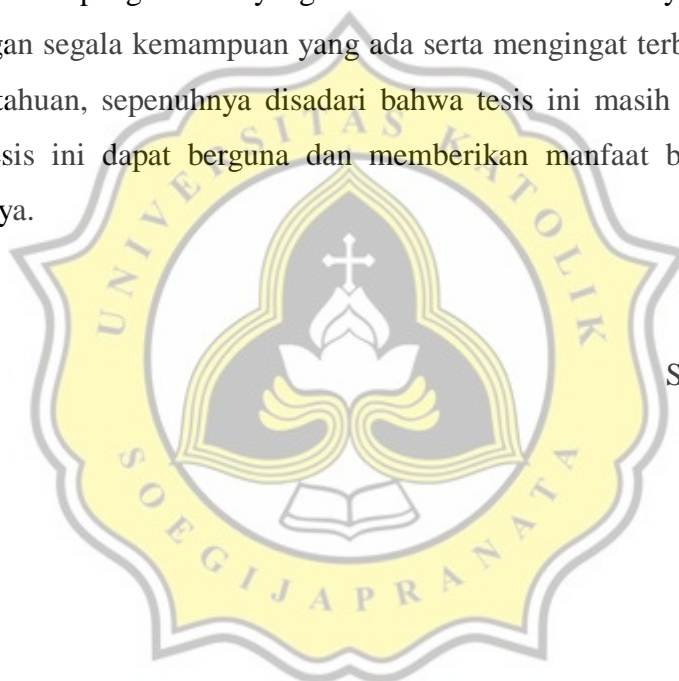 gan segala kemampuan yang ada serta mengingat terb
tahuan, sepenuhnya disadari bahwa tesis ini masih
esis ini dapat berguna dan memberikan manfaat b
ya.
S
UNIVERSITAS KATOLIK
SOEGIJAPRANATA